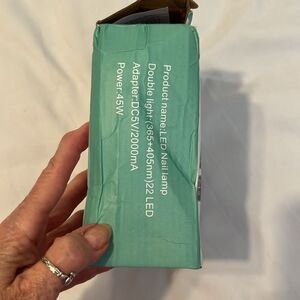 Product name:LED Nail lamp
Double light:(365+405nm)22 LED
Adapter:DC5V/2000mA
Power:45W